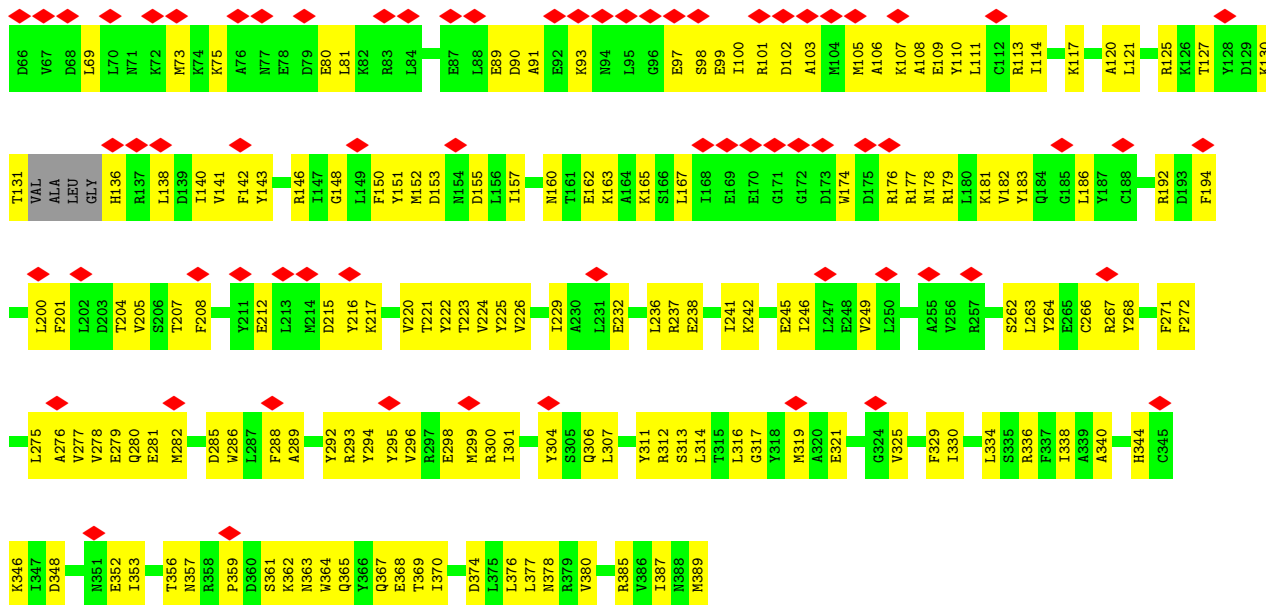 D66 V67 D68 L69 L70 N71 K72 M73 K74 K75 A76 N77 E78 D79 E80 L81 K82 R83 L84 E87 L88 E89 D90 A91 E92 K93 N94 L95 G96 E97 S98 E99 I100 R101 D102 A103 M104 M105 A106 K107 A108 E109 Y110 L111 C112 R113 I114 K117 A120 L121 R125 K126 T127 Y128 D129 K130
T131 VAL ALA LEU GLY H136 R137 L138 D139 I140 V141 F142 Y143 R146 I147 G148 L149 F150 Y151 M152 D153 N154 D155 L156 I157 N160 T161 E162 K163 A164 K165 S166 L167 I168 E169 E170 G171 G172 D173 W174 D175 R176 R177 N178 R179 L180 K181 V182 Y183 Q184 G185 L186 Y187 C188 R192 D193 F194
L200 F201 L202 D203 T204 V205 S206 T207 F208 Y211 E212 L213 M214 D215 Y216 K217 V220 T221 Y222 T223 V224 Y225 V226 I229 A230 L231 E232 L236 R237 E238 I241 K242 E245 I246 L247 E248 V249 L250 A255 V256 R257 S262 L263 Y264 E265 C266 R267 Y268 F271 F272
L275 A276 V277 V278 E279 Q280 E281 M282 D285 W286 L287 F288 A289 Y292 R293 Y294 Y295 V296 R297 E298 M299 R300 I301 Y304 S305 Q306 L307 Y311 R312 S313 L314 T315 L316 G317 Y318 M319 A320 E321 G324 V325 F329 I330 L334 S335 R336 F337 I338 A339 A340 H344 C345
K346 I347 D348 N351 E352 I353 T356 N357 R358 P359 D360 S361 K362 N363 W364 Q365 Y366 Q367 E368 T369 I370 D374 L375 L376 L377 N378 R379 V380 R385 V386 I387 N388 M389